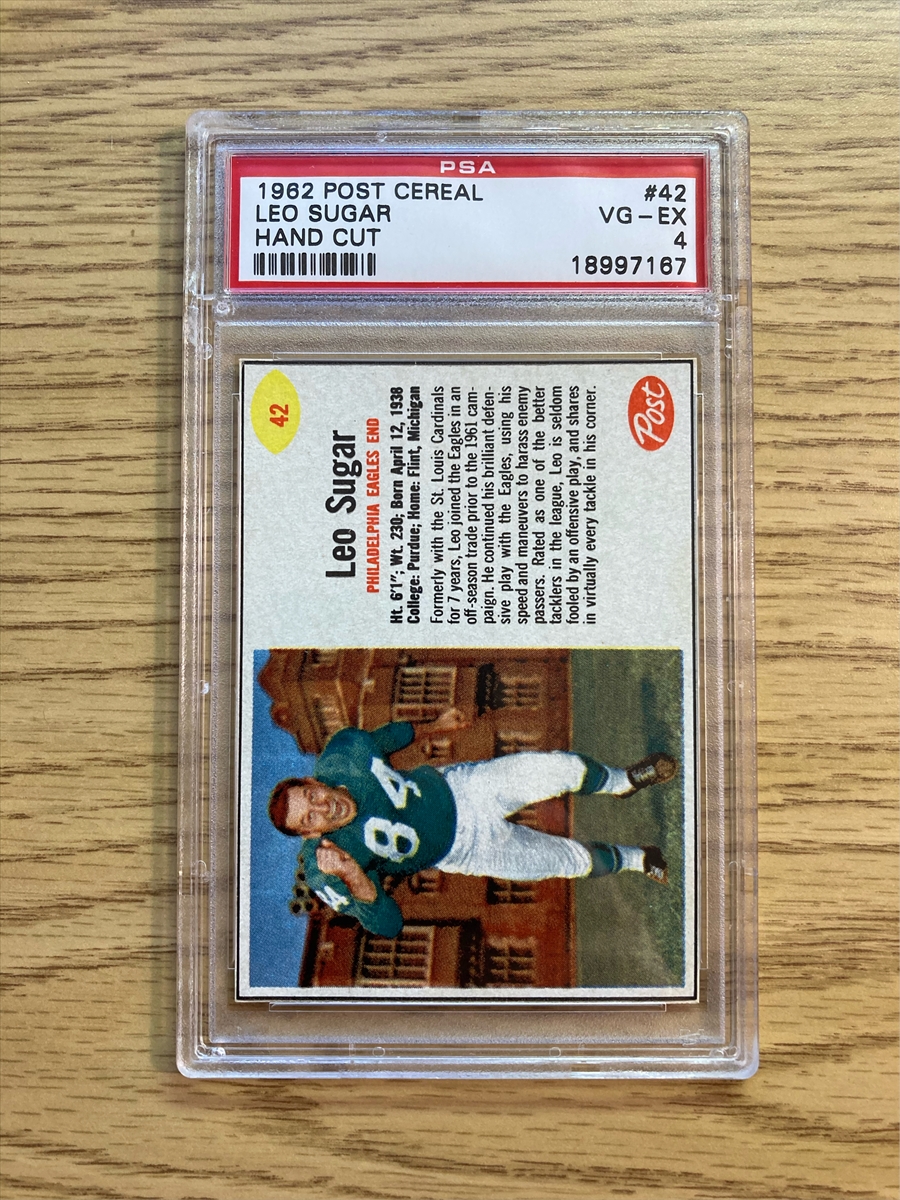 PSA
1962 POST CEREAL #42
LEO SUGAR VG-EX
HAND CUT 4
18997167
42
Leo Sugar
PHILADELPHIA EAGLES END
Ht. 6'1"; Wt. 230; Born April 12, 1938
College: Purdue; Home: Flint, Michigan
Formerly with the St. Louis Cardinals
for 7 years, Leo joined the Eagles in an
off-season trade prior to the 1961 cam-
paign. He continued his brilliant defen-
sive play with the Eagles, using his
speed and maneuvers to harass enemy
passers. Rated as one of the better
tacklers in the league, Leo is seldom
fooled by an offensive play, and shares
in virtually every tackle in his corner.
Post
84